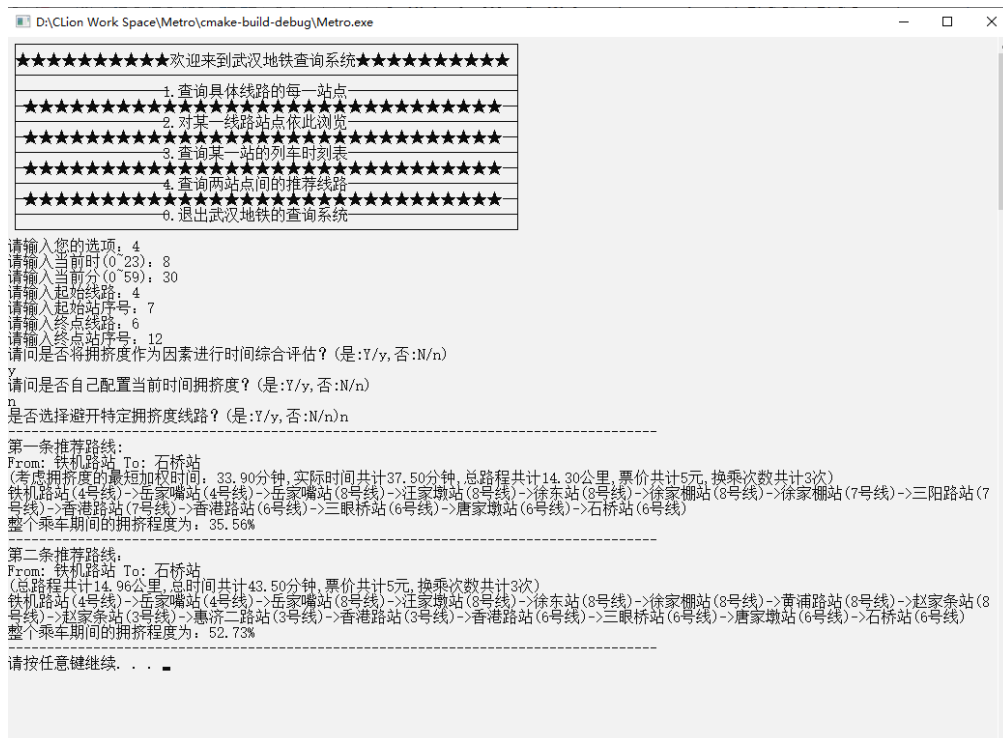 D:\CLion Work Space\Metro\cmake-build-debug\Metro.exe
★★★★★★★★★★欢迎来到武汉地铁查询系统★★★★★★★★★★
1.查询具体线路的每一站点
★★★★★★★★★★★★★★★★★★★★★★★★★★★★★★★
2.对某一线路站点依此浏览
★★★★★★★★★★★★★★★★★★★★★★★★★★★★★★★
3.查询某一站的列车时刻表
★★★★★★★★★★★★★★★★★★★★★★★★★★★★★★★
4.查询两站点间的推荐线路
★★★★★★★★★★★★★★★★★★★★★★★★★★★★★★★
0.退出武汉地铁的查询系统
请输入您的选项：4
请输入当前时(0~23)：8
请输入当前分(0~59)：30
请输入起始线路：4
请输入起始站序号：7
请输入终点线路：6
请输入终点站序号：12
请问是否将拥挤度作为因素进行时间综合评估？(是:Y/y,否:N/n)
y
请问是否自己配置当前时间拥挤度？(是:Y/y,否:N/n)
n
是否选择避开特定拥挤度线路？(是:Y/y,否:N/n)n
--------------------------------------------------------------------------------
第一条推荐路线:
From: 铁机路站 To: 石桥站
(考虑拥挤度的最短加权时间：33.90分钟,实际时间共计37.50分钟,总路程共计14.30公里,票价共计5元,换乘次数共计3次)
铁机路站(4号线)->岳家嘴站(4号线)->岳家嘴站(8号线)->汪家墩站(8号线)->徐东站(8号线)->徐家棚站(8号线)->徐家棚站(7号线)->三阳路站(7
号线)->香港路站(7号线)->香港路站(6号线)->三眼桥站(6号线)->唐家墩站(6号线)->石桥站(6号线)
整个乘车期间的拥挤程度为：35.56%
--------------------------------------------------------------------------------
第二条推荐路线:
From: 铁机路站 To: 石桥站
(总路程共计14.96公里,总时间共计43.50分钟,票价共计5元,换乘次数共计3次)
铁机路站(4号线)->岳家嘴站(4号线)->岳家嘴站(8号线)->汪家墩站(8号线)->徐东站(8号线)->徐家棚站(8号线)->黄浦路站(8号线)->赵家条站(8
号线)->赵家条站(3号线)->惠济二路站(3号线)->香港路站(3号线)->香港路站(6号线)->三眼桥站(6号线)->唐家墩站(6号线)->石桥站(6号线)
整个乘车期间的拥挤程度为：52.73%
--------------------------------------------------------------------------------
请按任意键继续. . .